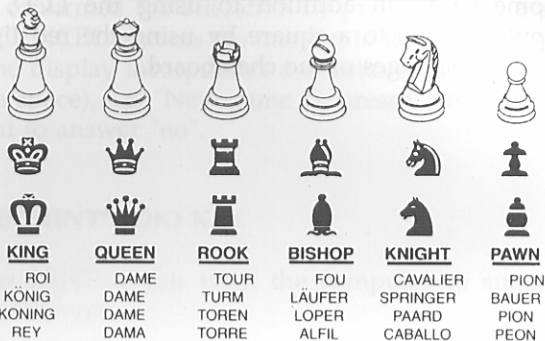 KING QUEEN ROOK BISHOP KNIGHT PAWN
ROI DAME TOUR FOU CAVALIER PION
KÖNIG DAME TURM LÄUFER SPRINGER BAUER
KONING DAME TOREN LOPER PAARD PION
REY DAMA TORRE ALFIL CABALLO PEON